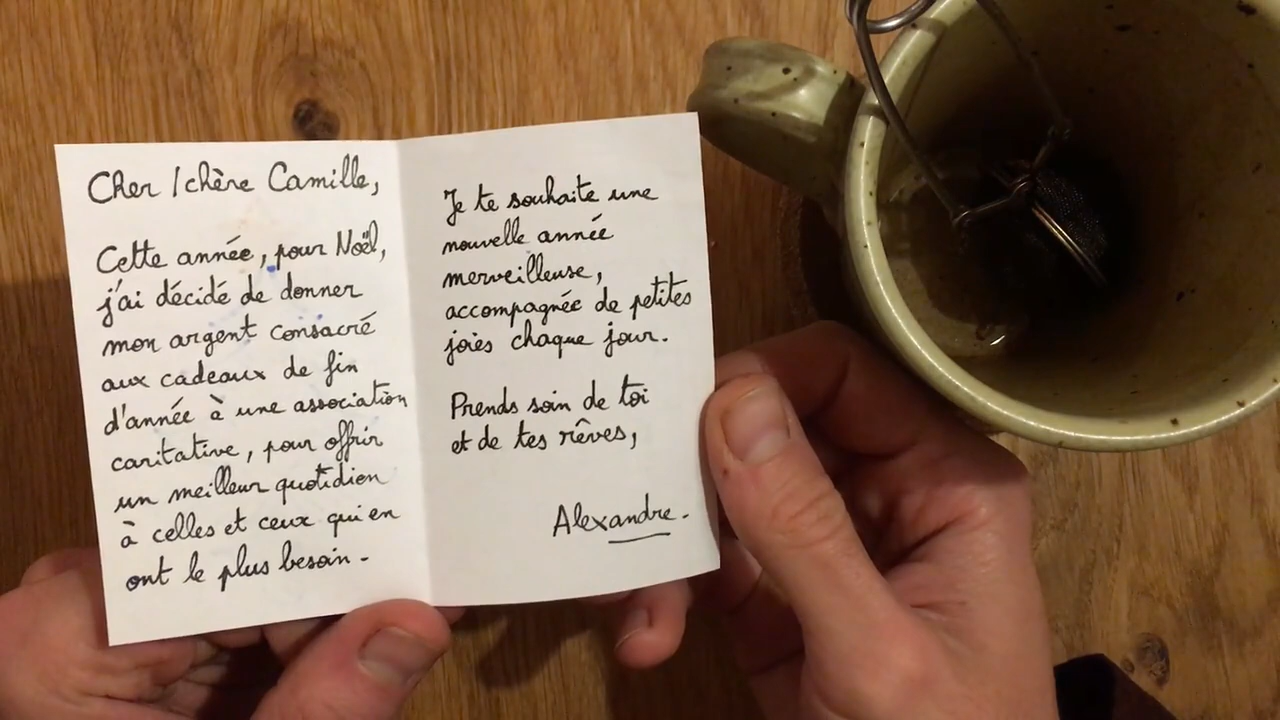 Cher / chère Camille,
Cette année, pour Noël,
j'ai décidé de donner
mon argent consacré
aux cadeaux de fin
d'année à une association
caritative, pour offrir
un meilleur quotidien
à celles et ceux qui en
ont le plus besoin.
Je te souhaite une
nouvelle année
merveilleuse,
accompagnée de petites
joies chaque jour.
Prends soin de toi
et de tes rêves,
Alexandre.